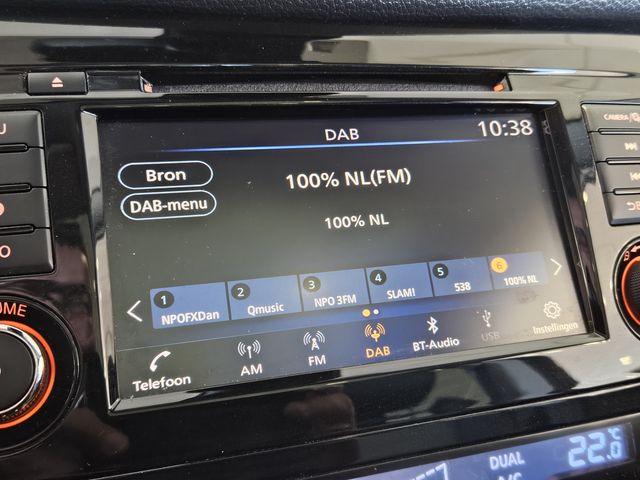 DAB
10:38
CAMERA
Bron
100% NL(FM)
DAB-menu
100% NL
1 NPOFXDan
2 Qmusic
3 NPO 3FM
4 SLAM!
5 538
6 100% NL
Telefoon
AM
FM
DAB
BT-Audio
USB
Instellingen
DUAL
A/C
22.0°C